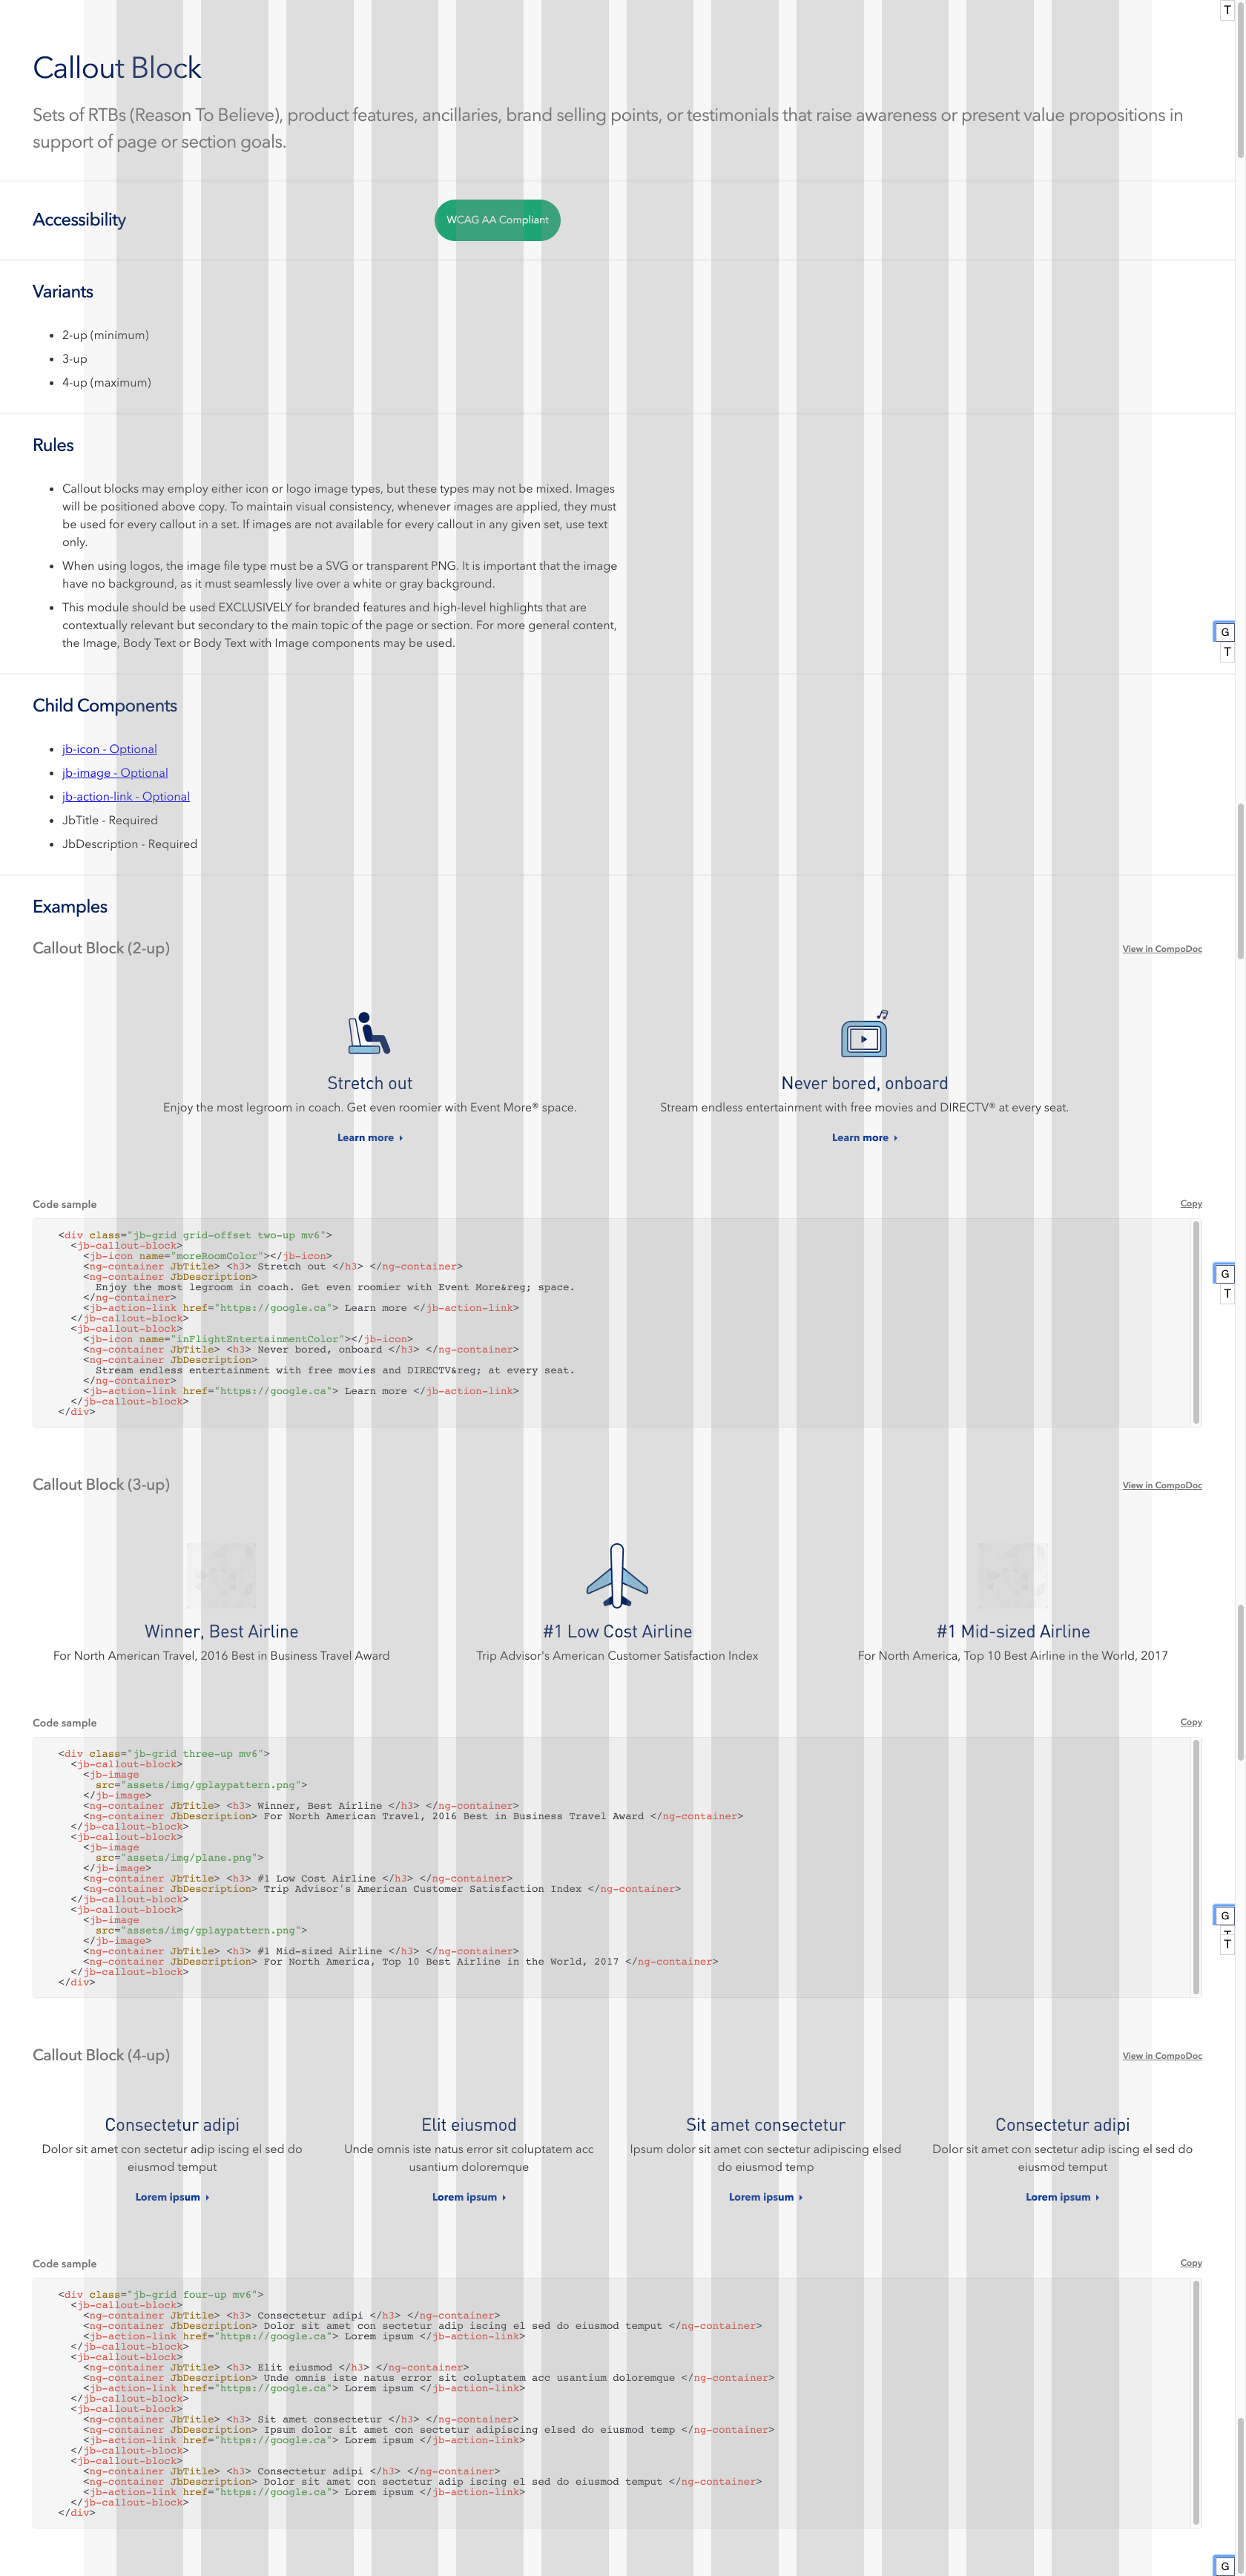 T
Callout Block
Sets of RTBs (Reason To Believe), product features, ancillaries, brand selling points, or testimonials that raise awareness or present value propositions in
support of page or section goals.
Accessibility
WCAG AA Compliant
Variants
• 2-up (minimum)
• 3-up
• 4-up (maximum)
Rules
• Callout blocks may employ either icon or logo image types, but these types may not be mixed. Images
will be positioned above copy. To maintain visual consistency, whenever images are applied, they must
be used for every callout in a set. If images are not available for every callout in any given set, use text
only.
• When using logos, the image file type must be a SVG or transparent PNG. It is important that the image
have no background, as it must seamlessly live over a white or gray background.
• This module should be used EXCLUSIVELY for branded features and high-level highlights that are
contextually relevant but secondary to the main topic of the page or section. For more general content,
the Image, Body Text or Body Text with Image components may be used.
G
T
Child Components
• jb-icon - Optional
• jb-image - Optional
• jb-action-link - Optional
• JbTitle - Required
• JbDescription - Required
Examples
Callout Block (2-up)
View in CompoDoc
Stretch out
Enjoy the most legroom in coach. Get even roomier with Event More® space.
Learn more
Never bored, onboard
Stream endless entertainment with free movies and DIRECTV® at every seat.
Learn more
Code sample
Copy
<div class="jb-grid grid-offset two-up mv6">
<jb-callout-block>
<jb-icon name="moreRoomColor"></jb-icon>
<ng-container JbTitle> <h3> Stretch out </h3> </ng-container>
<ng-container JbDescription>
Enjoy the most legroom in coach. Get even roomier with Event More&reg; space.
</ng-container>
<jb-action-link href="https://google.ca"> Learn more </jb-action-link>
</jb-callout-block>
<jb-callout-block>
<jb-icon name="inFlightEntertainmentColor"></jb-icon>
<ng-container JbTitle> <h3> Never bored, onboard </h3> </ng-container>
<ng-container JbDescription>
Stream endless entertainment with free movies and DIRECTV&reg; at every seat.
</ng-container>
<jb-action-link href="https://google.ca"> Learn more </jb-action-link>
</jb-callout-block>
</div>
G
T
Callout Block (3-up)
View in CompoDoc
Winner, Best Airline
For North American Travel, 2016 Best in Business Travel Award
#1 Low Cost Airline
Trip Advisor's American Customer Satisfaction Index
#1 Mid-sized Airline
For North America, Top 10 Best Airline in the World, 2017
Code sample
Copy
<div class="jb-grid three-up mv6">
<jb-callout-block>
<jb-image
src="assets/img/gplaypattern.png">
</jb-image>
<ng-container JbTitle> <h3> Winner, Best Airline </h3> </ng-container>
<ng-container JbDescription> For North American Travel, 2016 Best in Business Travel Award </ng-container>
</jb-callout-block>
<jb-callout-block>
<jb-image
src="assets/img/plane.png">
</jb-image>
<ng-container JbTitle> <h3> #1 Low Cost Airline </h3> </ng-container>
<ng-container JbDescription> Trip Advisor's American Customer Satisfaction Index </ng-container>
</jb-callout-block>
<jb-callout-block>
<jb-image
src="assets/img/gplaypattern.png">
</jb-image>
<ng-container JbTitle> <h3> #1 Mid-sized Airline </h3> </ng-container>
<ng-container JbDescription> For North America, Top 10 Best Airline in the World, 2017 </ng-container>
</jb-callout-block>
</div>
G
T
T
Callout Block (4-up)
View in CompoDoc
Consectetur adipi
Dolor sit amet con sectetur adip iscing el sed do
eiusmod temput
Lorem ipsum
Elit eiusmod
Unde omnis iste natus error sit coluptatem acc
usantium doloremque
Lorem ipsum
Sit amet consectetur
Ipsum dolor sit amet con sectetur adipiscing elsed
do eiusmod temp
Lorem ipsum
Consectetur adipi
Dolor sit amet con sectetur adip iscing el sed do
eiusmod temput
Lorem ipsum
Code sample
Copy
<div class="jb-grid four-up mv6">
<jb-callout-block>
<ng-container JbTitle> <h3> Consectetur adipi </h3> </ng-container>
<ng-container JbDescription> Dolor sit amet con sectetur adip iscing el sed do eiusmod temput </ng-container>
<jb-action-link href="https://google.ca"> Lorem ipsum </jb-action-link>
</jb-callout-block>
<jb-callout-block>
<ng-container JbTitle> <h3> Elit eiusmod </h3> </ng-container>
<ng-container JbDescription> Unde omnis iste natus error sit coluptatem acc usantium doloremque </ng-container>
<jb-action-link href="https://google.ca"> Lorem ipsum </jb-action-link>
</jb-callout-block>
<jb-callout-block>
<ng-container JbTitle> <h3> Sit amet consectetur </h3> </ng-container>
<ng-container JbDescription> Ipsum dolor sit amet con sectetur adipiscing elsed do eiusmod temp </ng-container>
<jb-action-link href="https://google.ca"> Lorem ipsum </jb-action-link>
</jb-callout-block>
<jb-callout-block>
<ng-container JbTitle> <h3> Consectetur adipi </h3> </ng-container>
<ng-container JbDescription> Dolor sit amet con sectetur adip iscing el sed do eiusmod temput </ng-container>
<jb-action-link href="https://google.ca"> Lorem ipsum </jb-action-link>
</jb-callout-block>
</div>
G